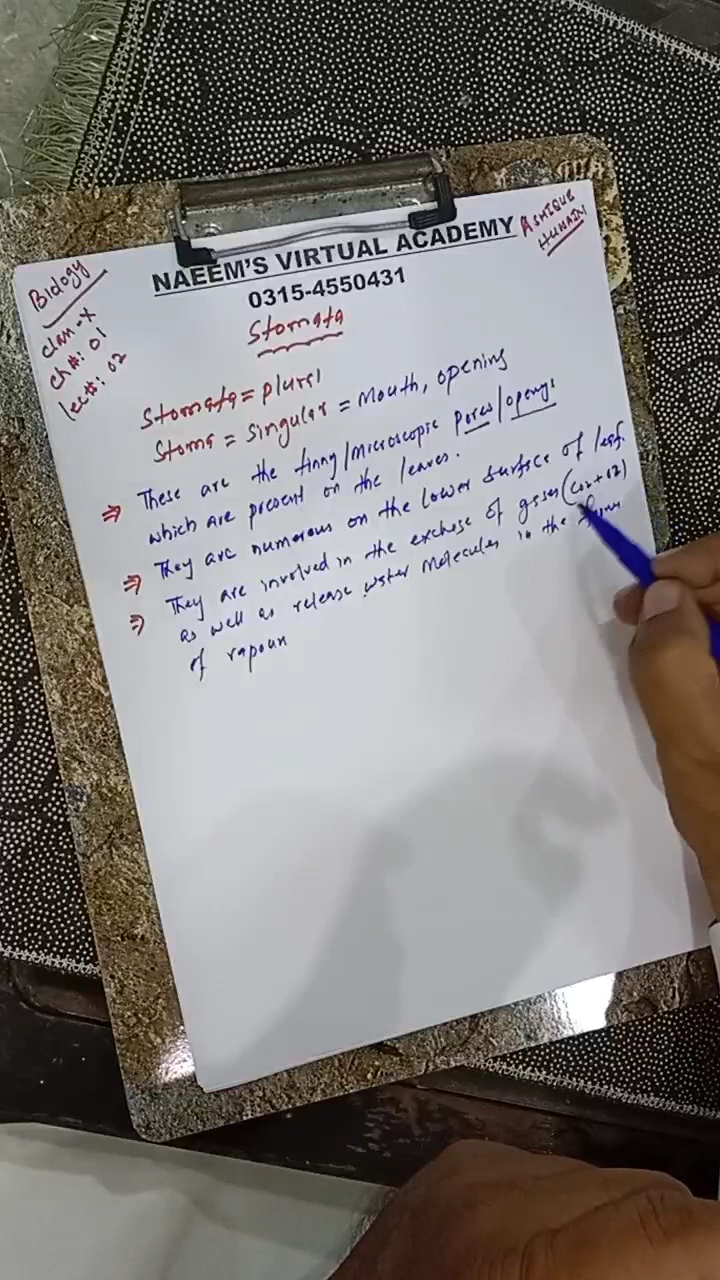 NAEEM'S VIRTUAL ACADEMY
0315-4550431
ASHIQUE
HUSAIN
Biology
class-X
ch#: 01
lec#: 02
Stomata
Stomata = plural
Stoma = singular = Mouth, opening
⇒ These are the tinny/microscopic pores/openings
which are present on the leaves.
⇒ They are numerous on the lower surface of leaf.
⇒ They are involved in the exchase of gases (CO2+O2)
as well as release water molecules in the form
of vapour